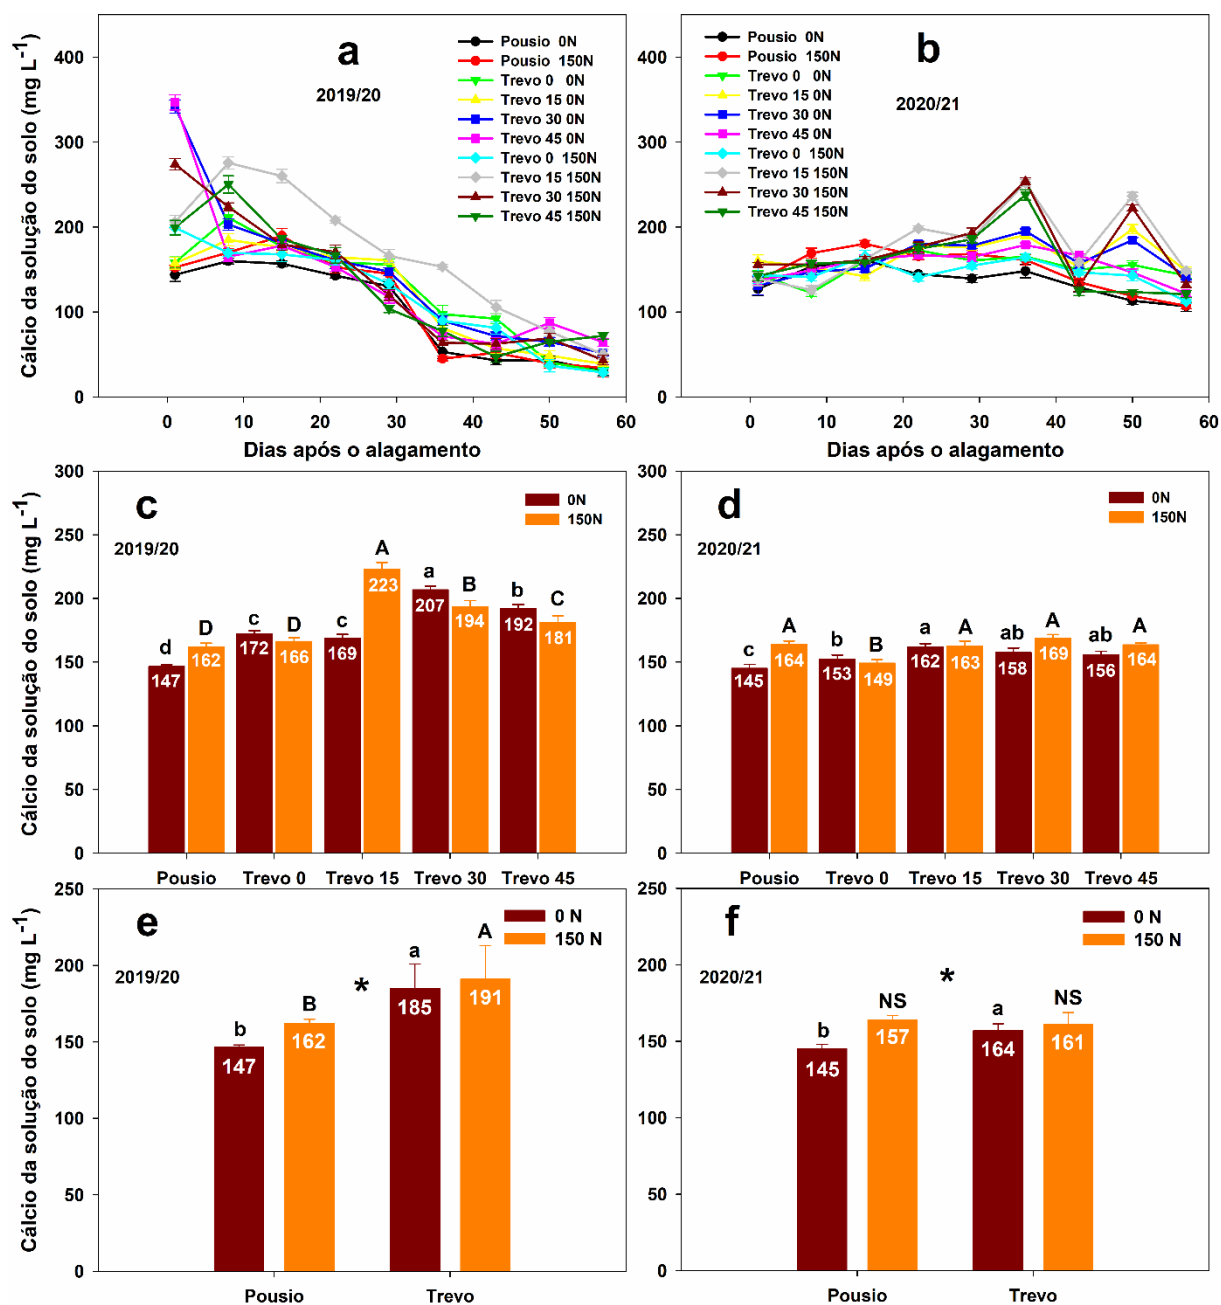 Cálcio da solução do solo (mg L-1)
400
300
200
100
0
a
2019/20
Pousio 0N
Pousio 150N
Trevo 0 0N
Trevo 15 0N
Trevo 30 0N
Trevo 45 0N
Trevo 0 150N
Trevo 15 150N
Trevo 30 150N
Trevo 45 150N
0 10 20 30 40 50 60
Dias após o alagamento
400
300
200
100
0
b
2020/21
Pousio 0N
Pousio 150N
Trevo 0 0N
Trevo 15 0N
Trevo 30 0N
Trevo 45 0N
Trevo 0 150N
Trevo 15 150N
Trevo 30 150N
Trevo 45 150N
0 10 20 30 40 50 60
Dias após o alagamento
Cálcio da solução do solo (mg L-1)
300
250
200
150
100
50
0
c
2019/20
0N
150N
d D c D c A a B b C
147 162 172 166 169 223 207 194 192 181
Pousio Trevo 0 Trevo 15 Trevo 30 Trevo 45
300
250
200
150
100
50
0
d
2020/21
0N
150N
c A b B a A ab A ab A
145 164 153 149 162 163 158 169 156 164
Pousio Trevo 0 Trevo 15 Trevo 30 Trevo 45
Cálcio da solução do solo (mg L-1)
250
200
150
100
50
0
e
2019/20
0 N
150 N
b B * a A
147 162 185 191
Pousio Trevo
250
200
150
100
50
0
f
2020/21
0 N
150 N
b NS * a NS
145 157 164 161
Pousio Trevo